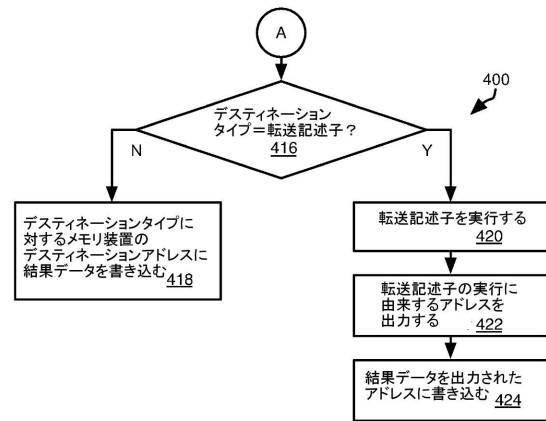 A
400
デスティネーション
タイプ＝転送記述子？
416
N
Y
デスティネーションタイプに
対するメモリ装置の
デスティネーションアドレスに
結果データを書き込む 418
転送記述子を実行する
420
転送記述子の実行に
由来するアドレスを
出力する 422
結果データを出力された
アドレスに書き込む
424